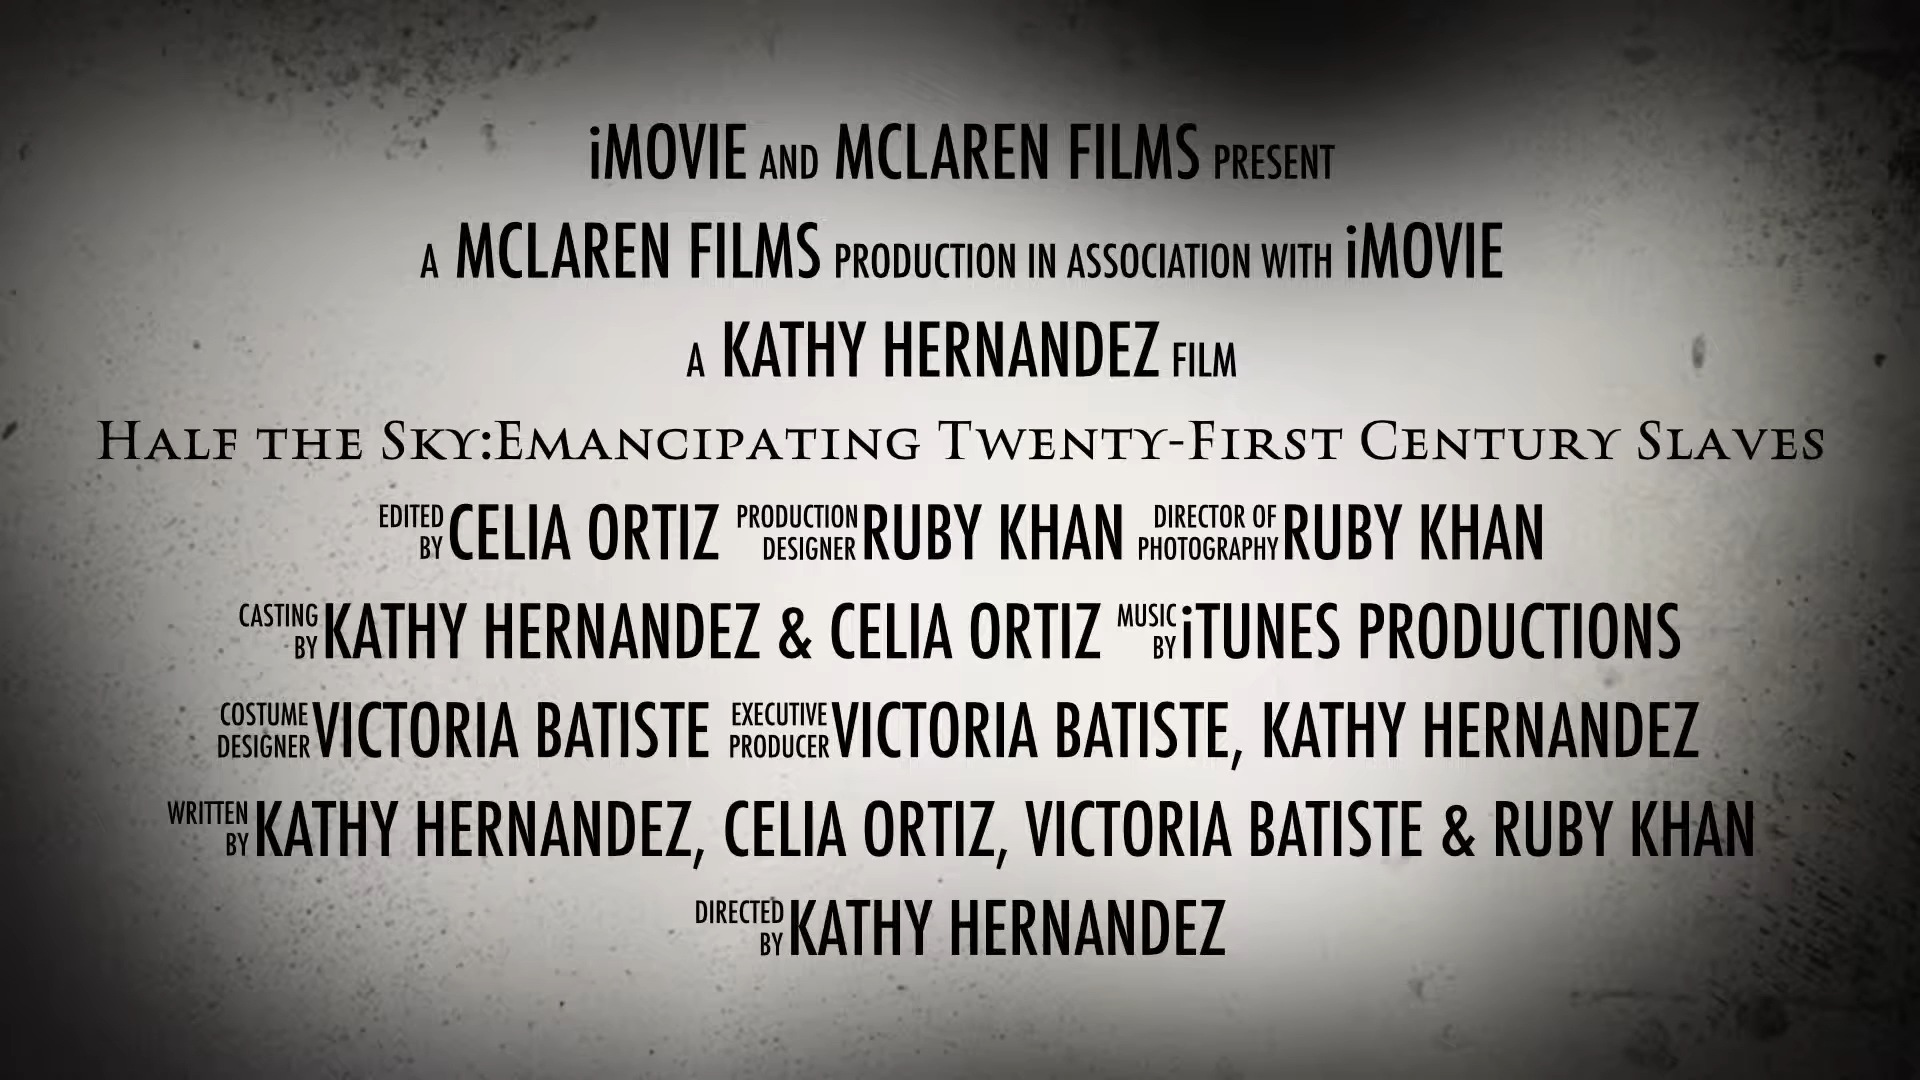 iMOVIE AND MCLAREN FILMS PRESENT
A MCLAREN FILMS PRODUCTION IN ASSOCIATION WITH iMOVIE
A KATHY HERNANDEZ FILM
HALF THE SKY:EMANCIPATING TWENTY-FIRST CENTURY SLAVES
EDITED BY CELIA ORTIZ PRODUCTION DESIGNER RUBY KHAN DIRECTOR OF PHOTOGRAPHY RUBY KHAN
CASTING BY KATHY HERNANDEZ & CELIA ORTIZ MUSIC BY iTUNES PRODUCTIONS
COSTUME DESIGNER VICTORIA BATISTE EXECUTIVE PRODUCER VICTORIA BATISTE, KATHY HERNANDEZ
WRITTEN BY KATHY HERNANDEZ, CELIA ORTIZ, VICTORIA BATISTE & RUBY KHAN
DIRECTED BY KATHY HERNANDEZ